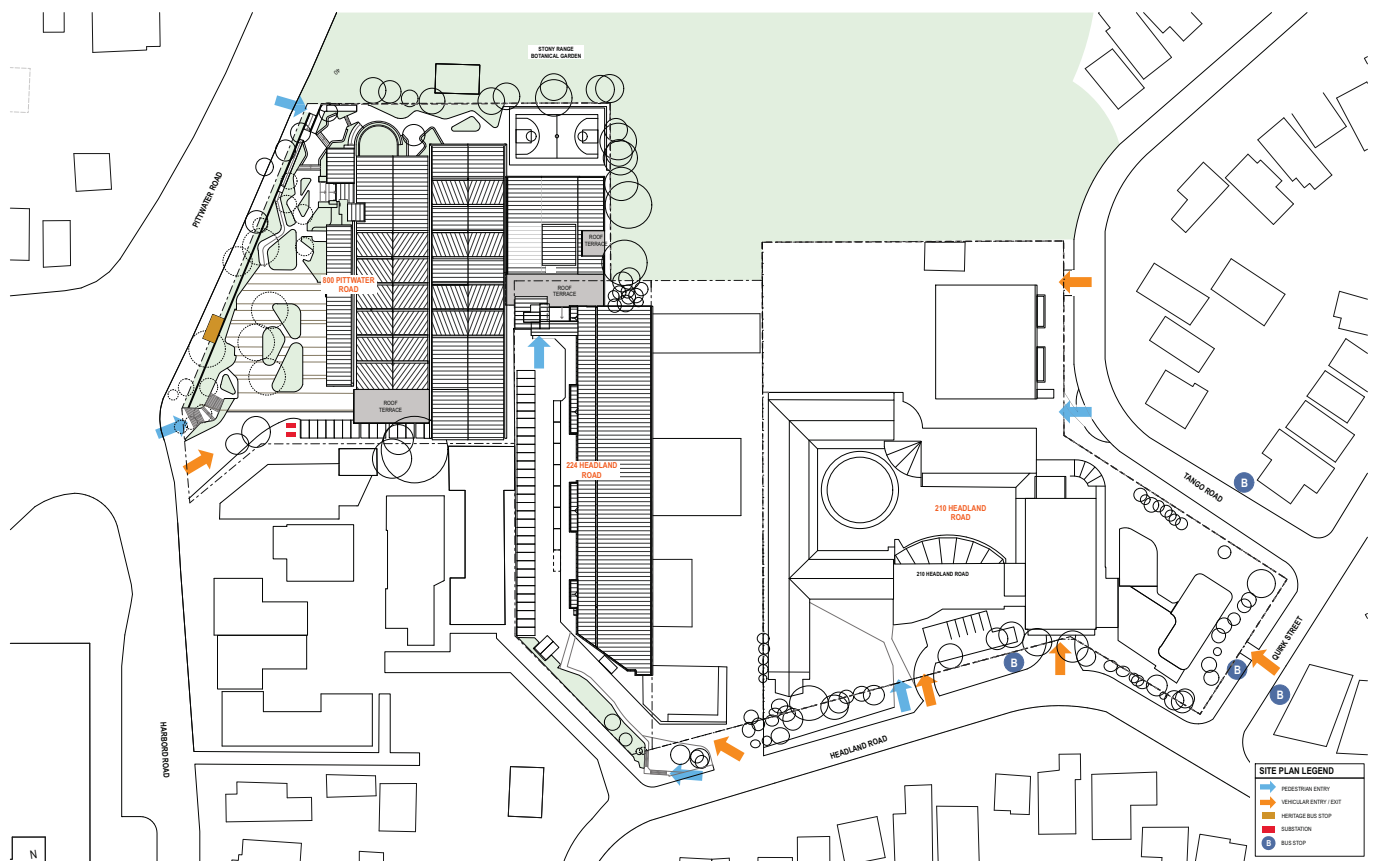 STONY RANGE
BOTANICAL GARDEN
PITTWATER ROAD
ROOF
TERRACE
800 PITTWATER
ROAD
ROOF
TERRACE
ROOF
TERRACE
224 HEADLAND
ROAD
210 HEADLAND
ROAD
210 HEADLAND ROAD
TANGO ROAD
B
QUIRK STREET
B
B
B
HARBORD ROAD
HEADLAND ROAD
N
SITE PLAN LEGEND
PEDESTRIAN ENTRY
VEHICULAR ENTRY / EXIT
HERITAGE BUS STOP
SUBSTATION
B BUS STOP